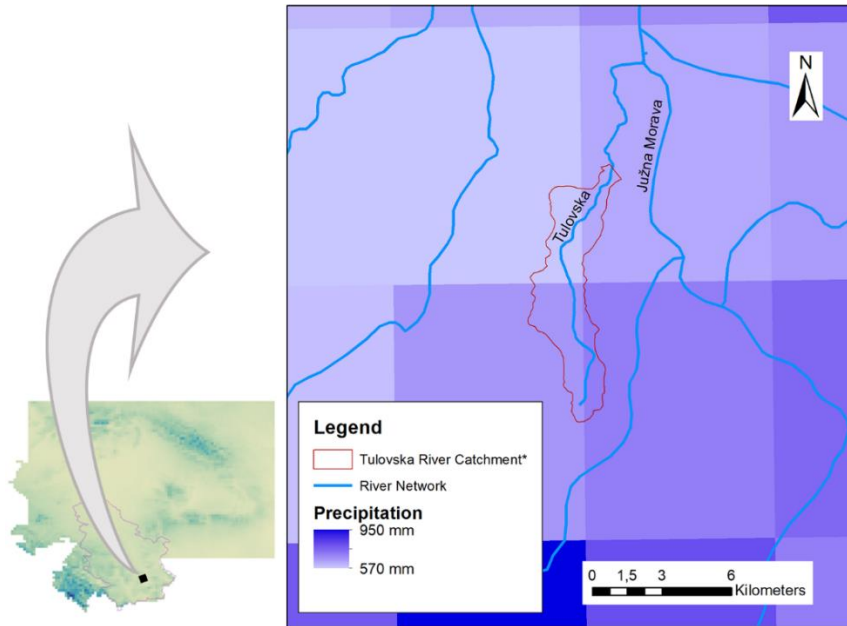 N
Južna Morava
Tulovska
Legend
Tulovska River Catchment*
River Network
Precipitation
950 mm
570 mm
0 1,5 3 6
Kilometers